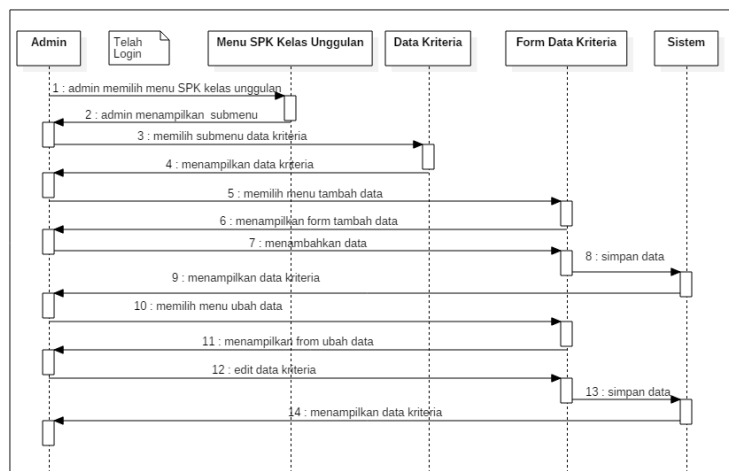 Admin
Telah
Login
Menu SPK Kelas Unggulan
Data Kriteria
Form Data Kriteria
Sistem
1 : admin memilih menu SPK kelas unggulan
2 : admin menampilkan submenu
3 : memilih submenu data kriteria
4 : menampilkan data kriteria
5 : memilih menu tambah data
6 : menampilkan form tambah data
7 : menambahkan data
8 : simpan data
9 : menampilkan data kriteria
10 : memilih menu ubah data
11 : menampilkan from ubah data
12 : edit data kriteria
13 : simpan data
14 : menampilkan data kriteria